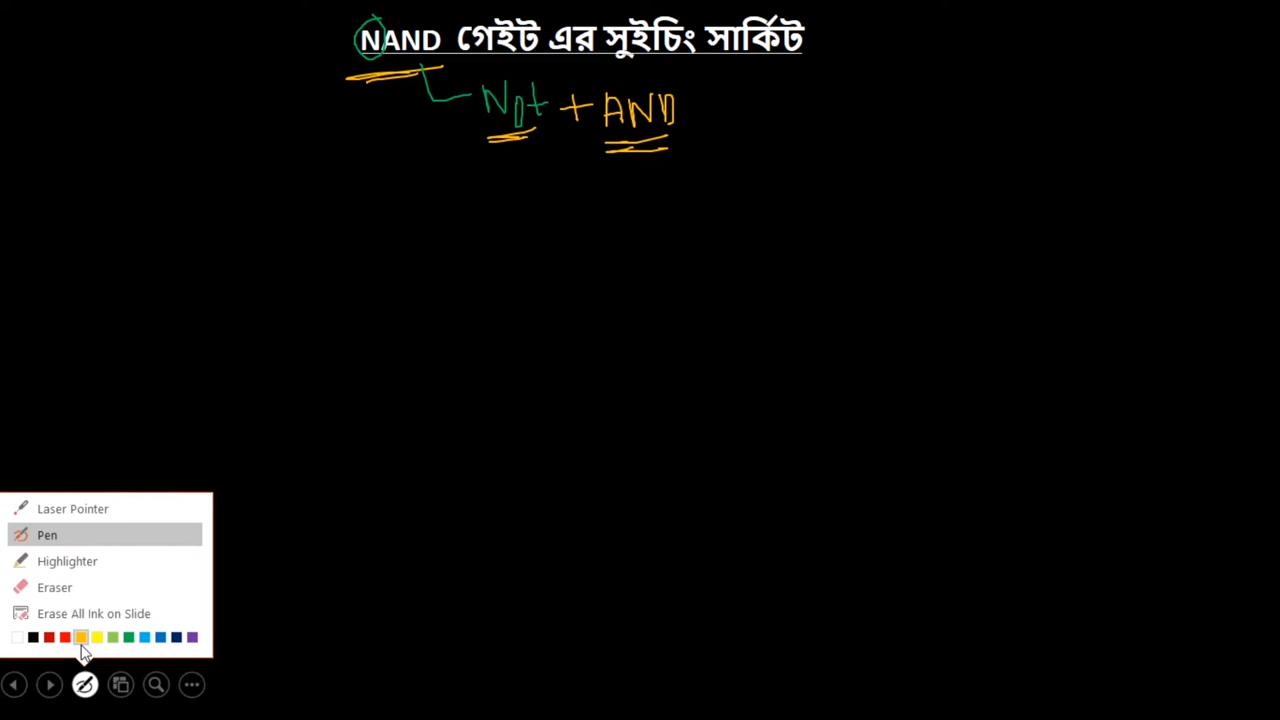 NAND গেইট এর সুইচিং সার্কিট
Not + AND
Laser Pointer
Pen
Highlighter
Eraser
Erase All Ink on Slide